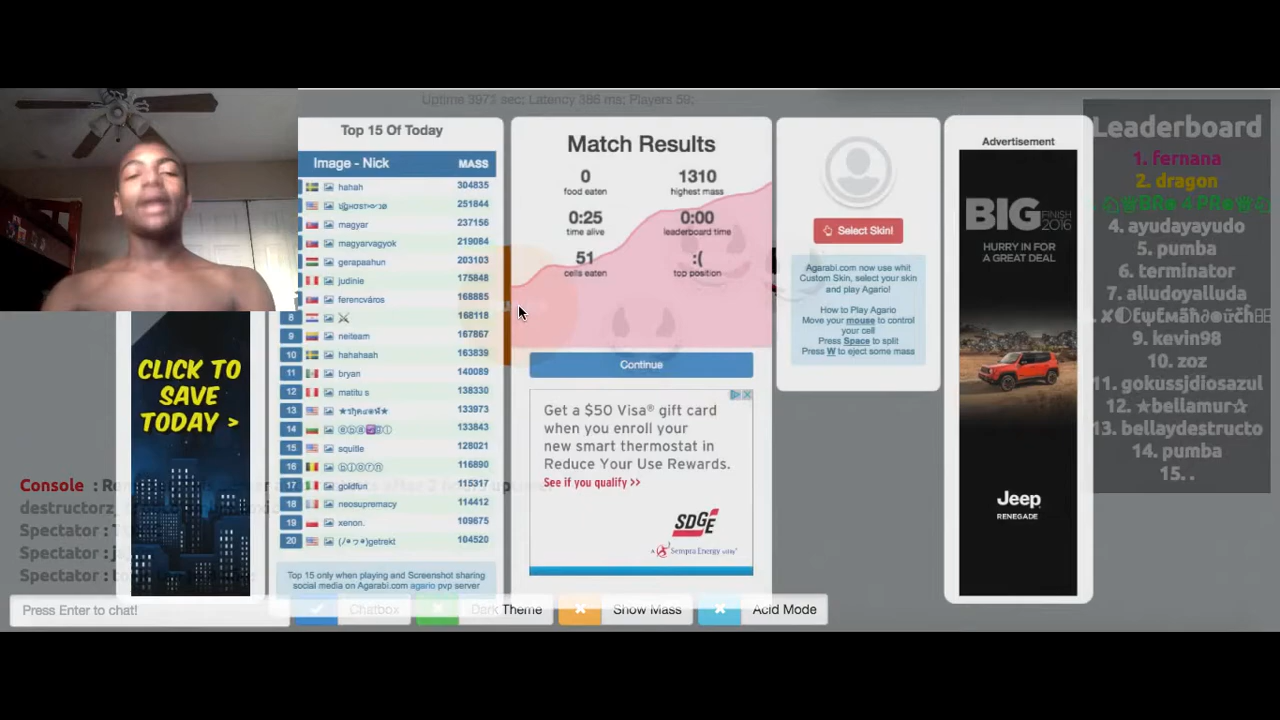 Uptime 3971 sec; Latency 386 ms; Players 59;
Top 15 Of Today
Image - Nick MASS
hahah 304835
251844
magyar 237156
magyarvagyok 219084
gerapaahun 203103
judinie 175848
ferencváros 168885
8 168118
9 neiteam 167867
10 hahahaah 163839
11 bryan 140089
12 matitu s 138330
13 133973
14 133843
15 squitle 128021
16 ⓑⓘⓞⓡⓝ 116890
17 goldfun 115317
18 neosupremacy 114412
19 xenon. 109675
20 getrekt 104520
Top 15 only when playing and Screenshot sharing
social media on Agarabi.com agario pvp server
Match Results
0 1310
food eaten highest mass
0:25 0:00
time alive leaderboard time
51 :(
cells eaten top position
Continue
Get a $50 Visa® gift card
when you enroll your
new smart thermostat in
Reduce Your Use Rewards.
See if you qualify >>
SDGE
A Sempra Energy utility®
Select Skin!
Agarabi.com now use whit
Custom Skin, select your skin
and play Agario!
How to Play Agario
Move your mouse to control
your cell
Press Space to split
Press W to eject some mass
Advertisement
BIG FINISH 2016
HURRY IN FOR
A GREAT DEAL
Jeep
RENEGADE
Leaderboard
1. fernana
2. dragon
4. ayudayayudo
5. pumba
6. terminator
7. alludoyalluda
9. kevin98
10. zoz
11. gokussjdiosazul
12. ★bellamur✰
13. bellaydestructo
14. pumba
15. .
CLICK TO
SAVE
TODAY >
Console :
destructorz
Spectator :
Spectator :
Spectator :
Press Enter to chat!
Chatbox
Dark Theme
Show Mass
Acid Mode